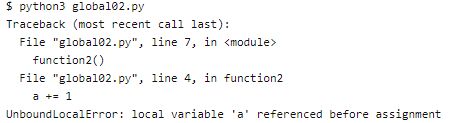 $ python3 global02.py
Traceback (most recent call last):
  File "global02.py", line 7, in <module>
    function2()
  File "global02.py", line 4, in function2
    a += 1
UnboundLocalError: local variable 'a' referenced before assignment